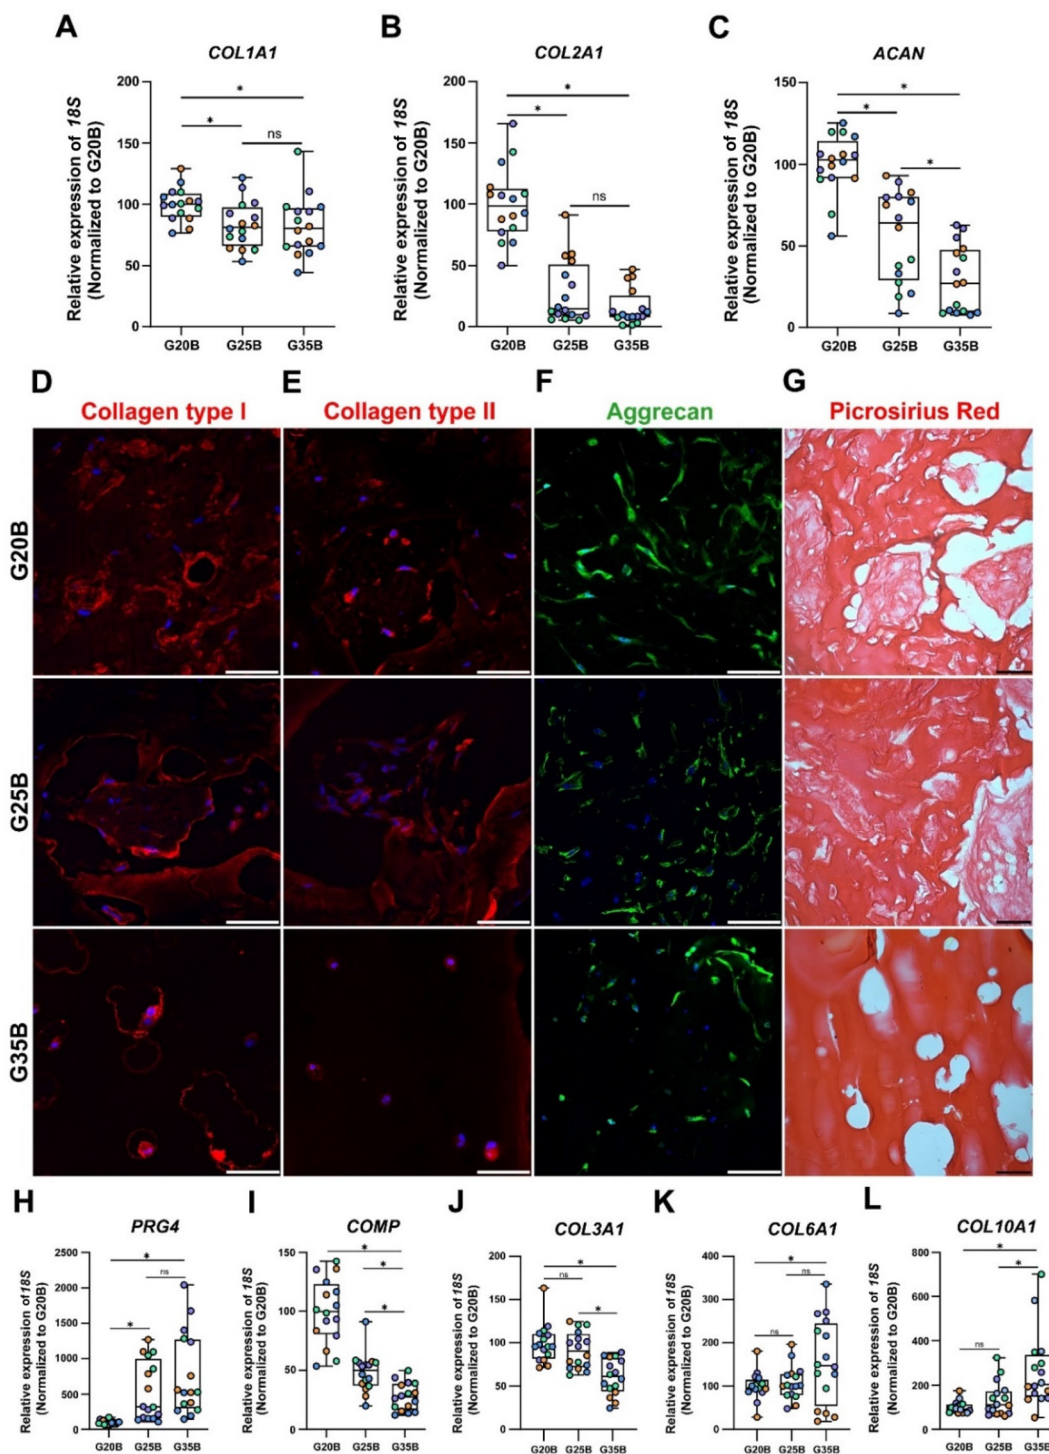 A
COL1A1
Relative expression of 18S
(Normalized to G20B)
200
150
100
50
0
*
*
ns
G20B G25B G35B
B
COL2A1
Relative expression of 18S
(Normalized to G20B)
200
150
100
50
0
*
*
ns
G20B G25B G35B
C
ACAN
Relative expression of 18S
(Normalized to G20B)
150
100
50
0
*
*
*
G20B G25B G35B
D
Collagen type I
E
Collagen type II
F
Aggrecan
G
Picrosirius Red
G20B
G25B
G35B
H
PRG4
Relative expression of 18S
(Normalized to G20B)
2500
2000
1500
1000
500
0
*
ns
*
G20B G25B G35B
I
COMP
Relative expression of 18S
(Normalized to G20B)
150
100
50
0
*
*
*
G20B G25B G35B
J
COL3A1
Relative expression of 18S
(Normalized to G20B)
200
150
100
50
0
*
ns
*
G20B G25B G35B
K
COL6A1
Relative expression of 18S
(Normalized to G20B)
400
300
200
100
0
*
ns
ns
G20B G25B G35B
L
COL10A1
Relative expression of 18S
(Normalized to G20B)
800
600
400
200
0
*
*
ns
G20B G25B G35B